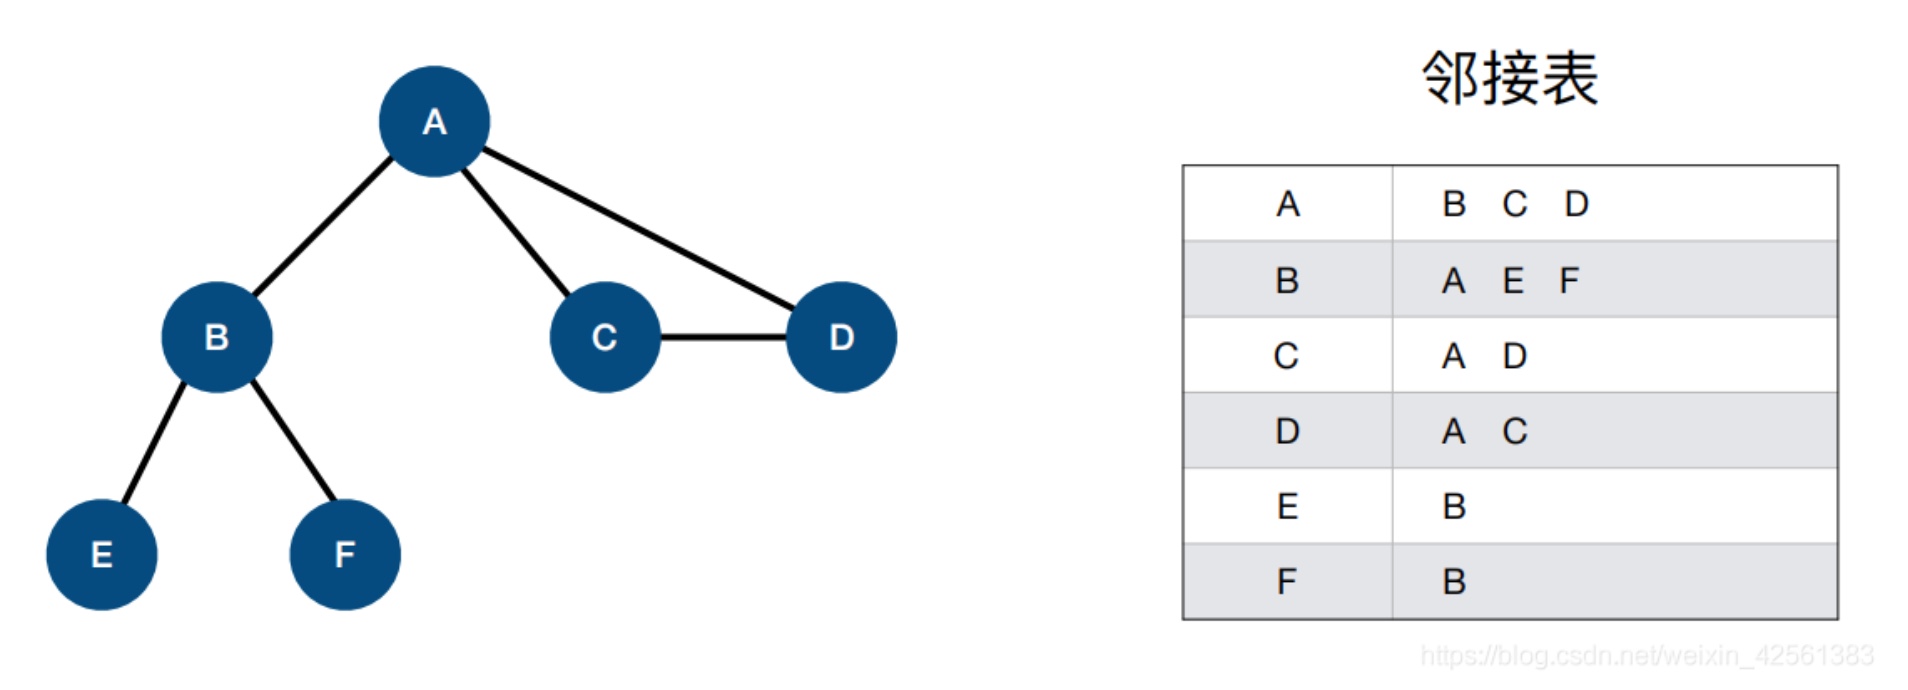 A
B
C
D
E
F
邻接表
A B C D
B A E F
C A D
D A C
E B
F B
https://blog.csdn.net/weixin_42561383